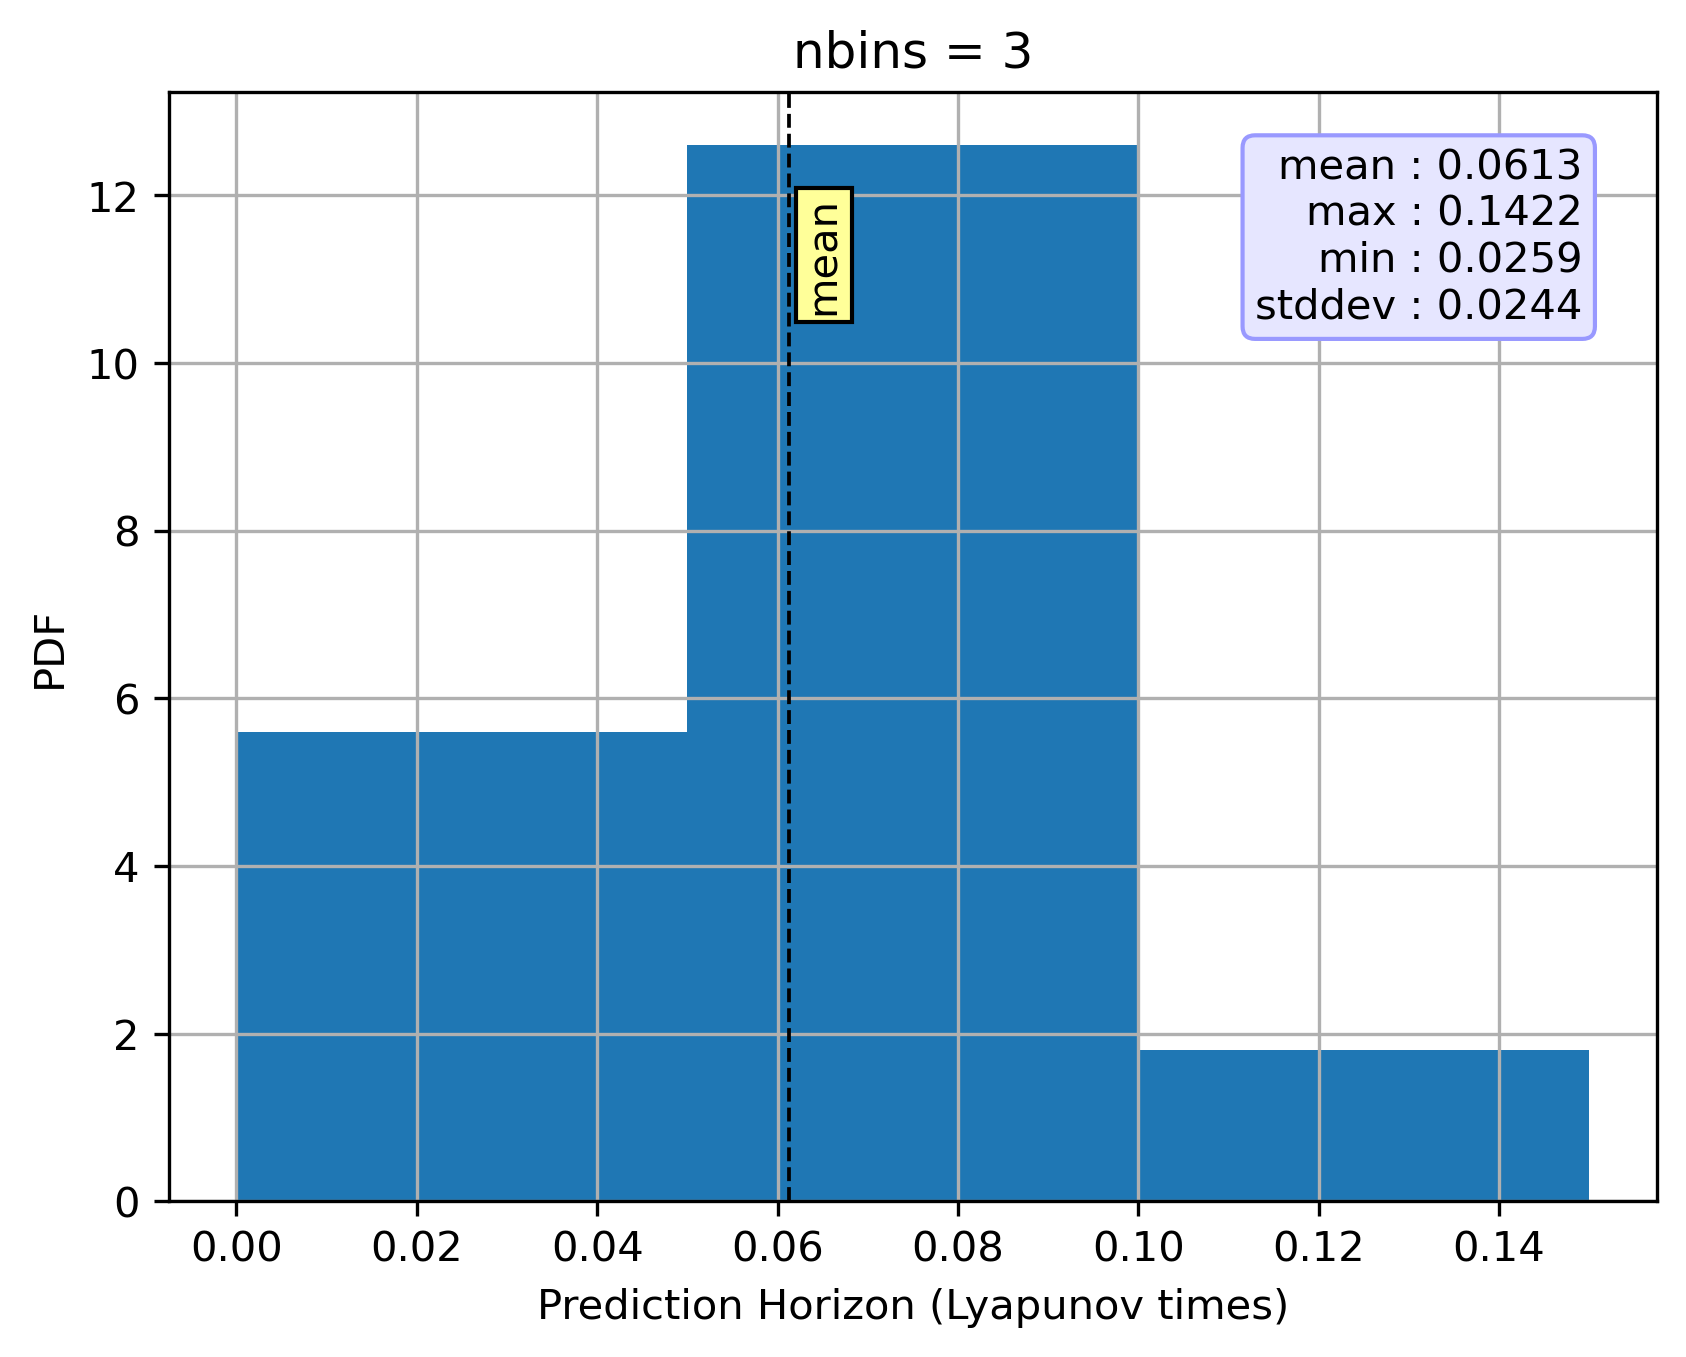 nbins = 3
mean : 0.0613
max : 0.1422
min : 0.0259
stddev : 0.0244
mean
PDF
12
10
8
6
4
2
0
0.00 0.02 0.04 0.06 0.08 0.10 0.12 0.14
Prediction Horizon (Lyapunov times)